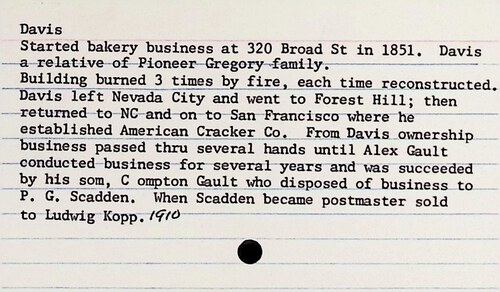 Davis
Started bakery business at 320 Broad St in 1851. Davis
a relative of Pioneer Gregory family.
Building burned 3 times by fire, each time reconstructed.
Davis left Nevada City and went to Forest Hill; then
returned to NC and on to San Francisco where he
established American Cracker Co. From Davis ownership
business passed thru several hands until Alex Gault
conducted business for several years and was succeeded
by his som, C ompton Gault who disposed of business to
P. G. Scadden. When Scadden became postmaster sold
to Ludwig Kopp. 1910